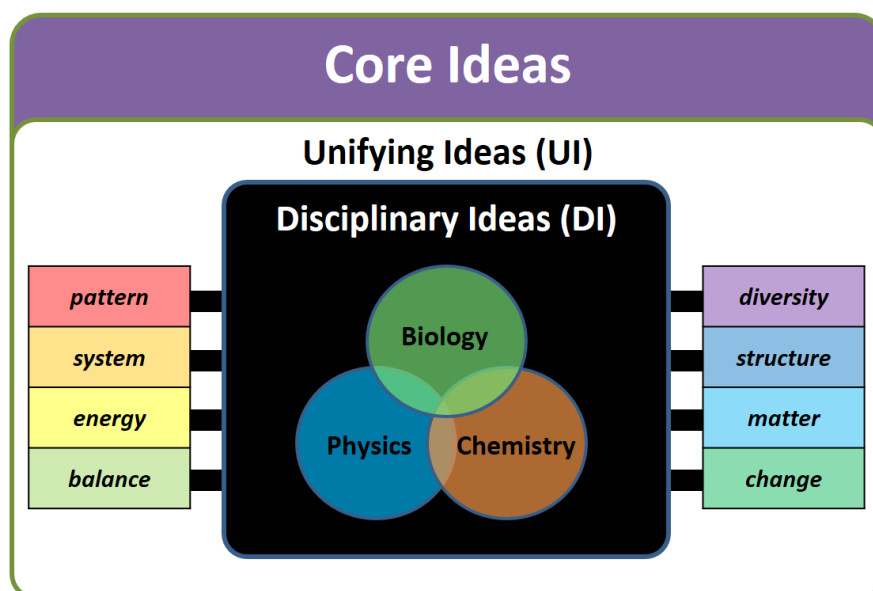 Core Ideas
Unifying Ideas (UI)
Disciplinary Ideas (DI)
pattern
system
energy
balance
Biology
Physics
Chemistry
diversity
structure
matter
change